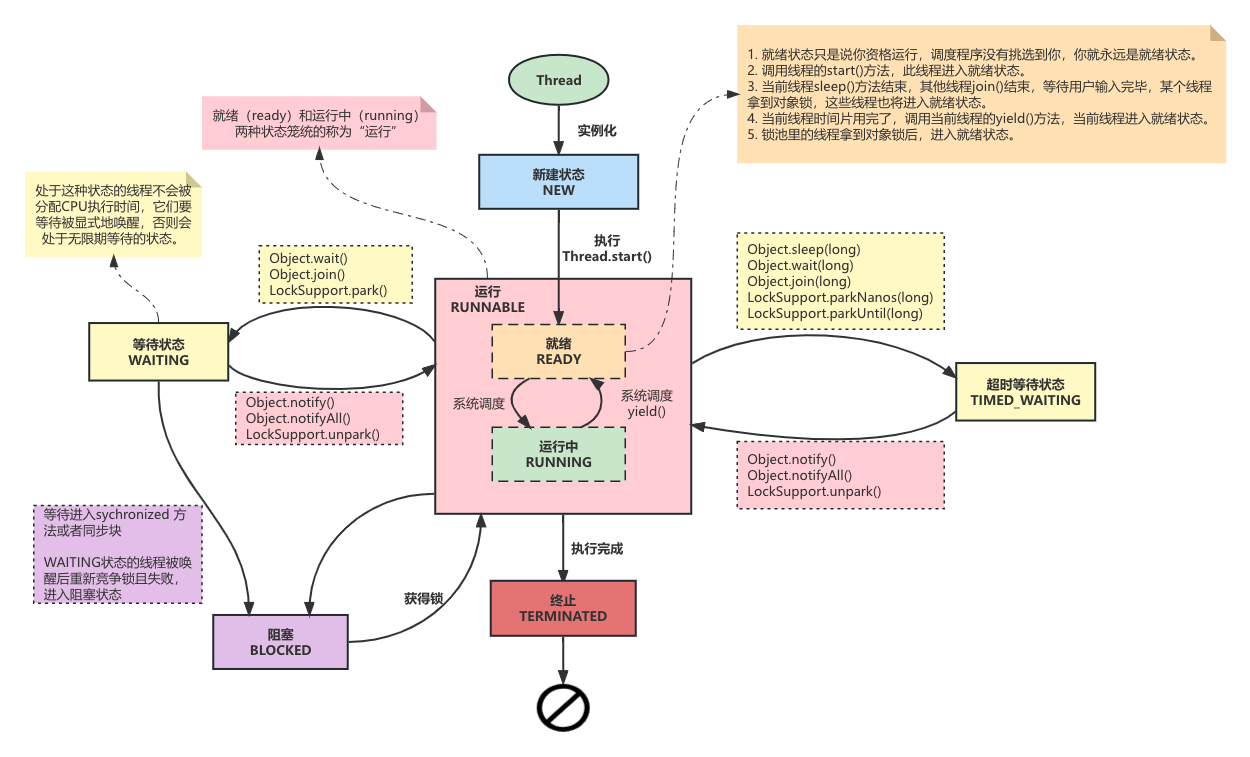 Thread
实例化
新建状态
NEW
执行
Thread.start()
就绪（ready）和运行中（running）
两种状态笼统的称为“运行”
1. 就绪状态只是说你资格运行，调度程序没有挑选到你，你就永远是就绪状态。
2. 调用线程的start()方法，此线程进入就绪状态。
3. 当前线程sleep()方法结束，其他线程join()结束，等待用户输入完毕，某个线程
拿到对象锁，这些线程也将进入就绪状态。
4. 当前线程时间片用完了，调用当前线程的yield()方法，当前线程进入就绪状态。
5. 锁池里的线程拿到对象锁后，进入就绪状态。
处于这种状态的线程不会被
分配CPU执行时间，它们要
等待被显式地唤醒，否则会
处于无限期等待的状态。
Object.wait()
Object.join()
LockSupport.park()
等待状态
WAITING
Object.notify()
Object.notifyAll()
LockSupport.unpark()
运行
RUNNABLE
就绪
READY
系统调度
系统调度
yield()
运行中
RUNNING
Object.sleep(long)
Object.wait(long)
Object.join(long)
LockSupport.parkNanos(long)
LockSupport.parkUntil(long)
超时等待状态
TIMED_WAITING
Object.notify()
Object.notifyAll()
LockSupport.unpark()
等待进入sychronized 方
法或者同步块
WAITING状态的线程被唤
醒后重新竞争锁且失败，
进入阻塞状态
获得锁
阻塞
BLOCKED
执行完成
终止
TERMINATED